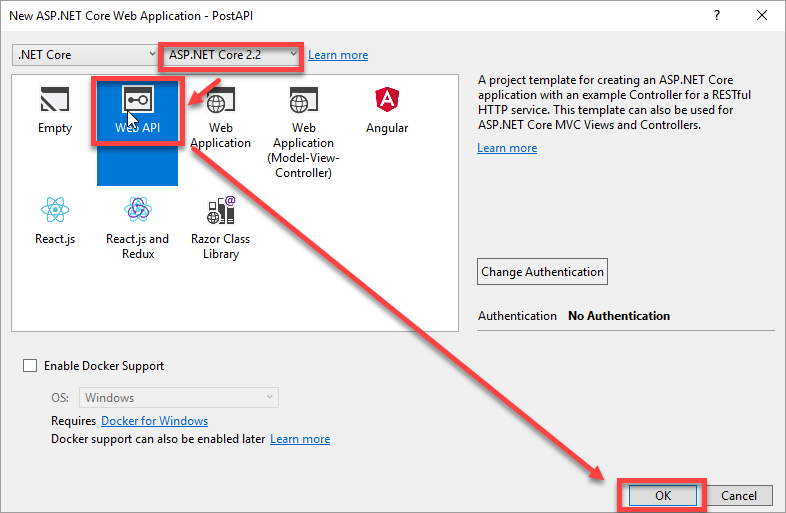 New ASP.NET Core Web Application - PostAPI
?
.NET Core
ASP.NET Core 2.2
Learn more
Empty
Web API
Web
Application
Web
Application
(Model-View-
Controller)
Angular
React.js
React.js and
Redux
Razor Class
Library
A project template for creating an ASP.NET Core
application with an example Controller for a RESTful
HTTP service. This template can also be used for
ASP.NET Core MVC Views and Controllers.
Learn more
Change Authentication
Authentication No Authentication
Enable Docker Support
OS: Windows
Requires Docker for Windows
Docker support can also be enabled later Learn more
OK
Cancel